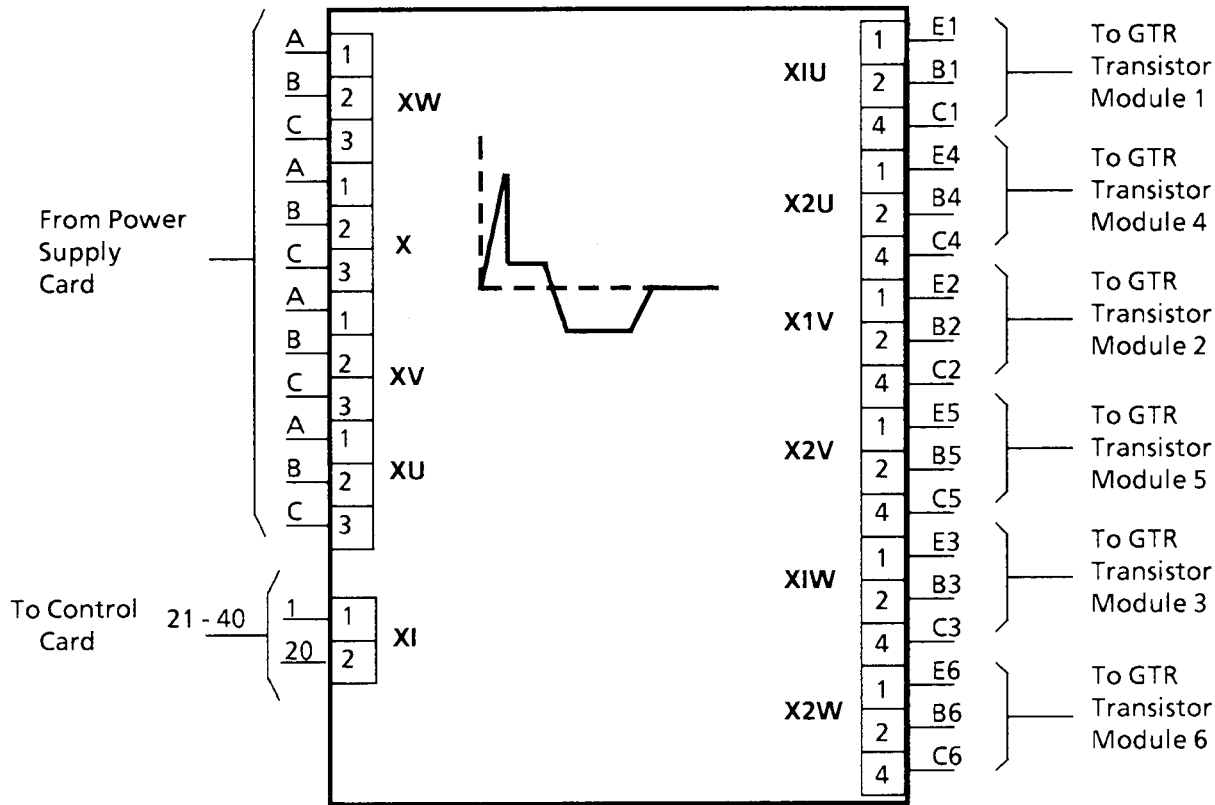 From Power
Supply
Card
A 1
B 2
C 3
XW
A 1
B 2
C 3
X
A 1
B 2
C 3
XV
A 1
B 2
C 3
XU
To Control
Card
21 - 40
1 1
20 2
XI
XIU
1 E1
2 B1
4 C1
To GTR
Transistor
Module 1
X2U
1 E4
2 B4
4 C4
To GTR
Transistor
Module 4
X1V
1 E2
2 B2
4 C2
To GTR
Transistor
Module 2
X2V
1 E5
2 B5
4 C5
To GTR
Transistor
Module 5
XIW
1 E3
2 B3
4 C3
To GTR
Transistor
Module 3
X2W
1 E6
2 B6
4 C6
To GTR
Transistor
Module 6